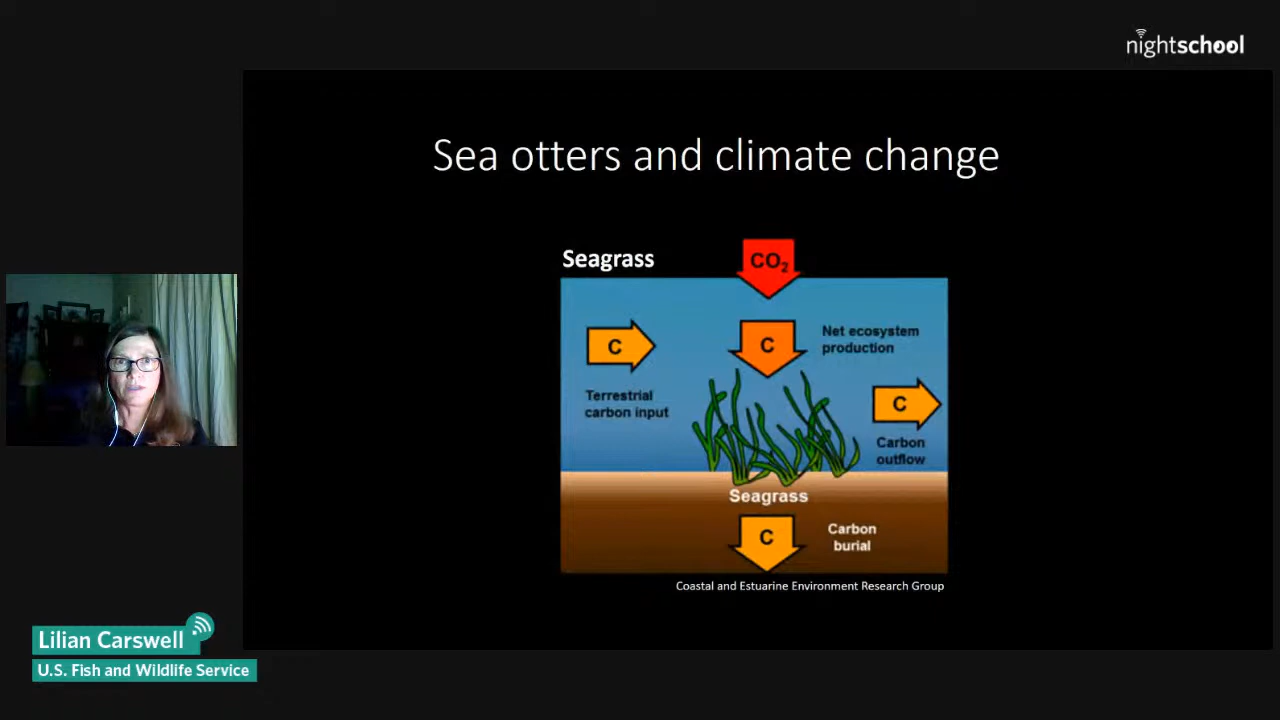 nightschool
Sea otters and climate change
Seagrass
CO₂
C
C
Net ecosystem
production
Terrestrial
carbon input
C
Carbon
outflow
Seagrass
C
Carbon
burial
Coastal and Estuarine Environment Research Group
Lilian Carswell
U.S. Fish and Wildlife Service